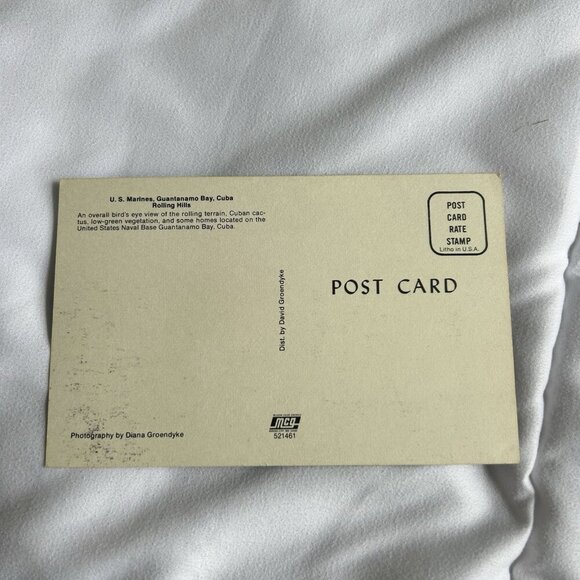 U. S. Marines, Guantanamo Bay, Cuba
Rolling Hills
An overall bird's eye view of the rolling terrain, Cuban cac-
tus, low-green vegetation, and some homes located on the
United States Naval Base Guantanamo Bay, Cuba.
POST
CARD
RATE
STAMP
Litho in U.S.A.
Dist. by David Groendyke
POST CARD
Photography by Diana Groendyke
mcg
521461